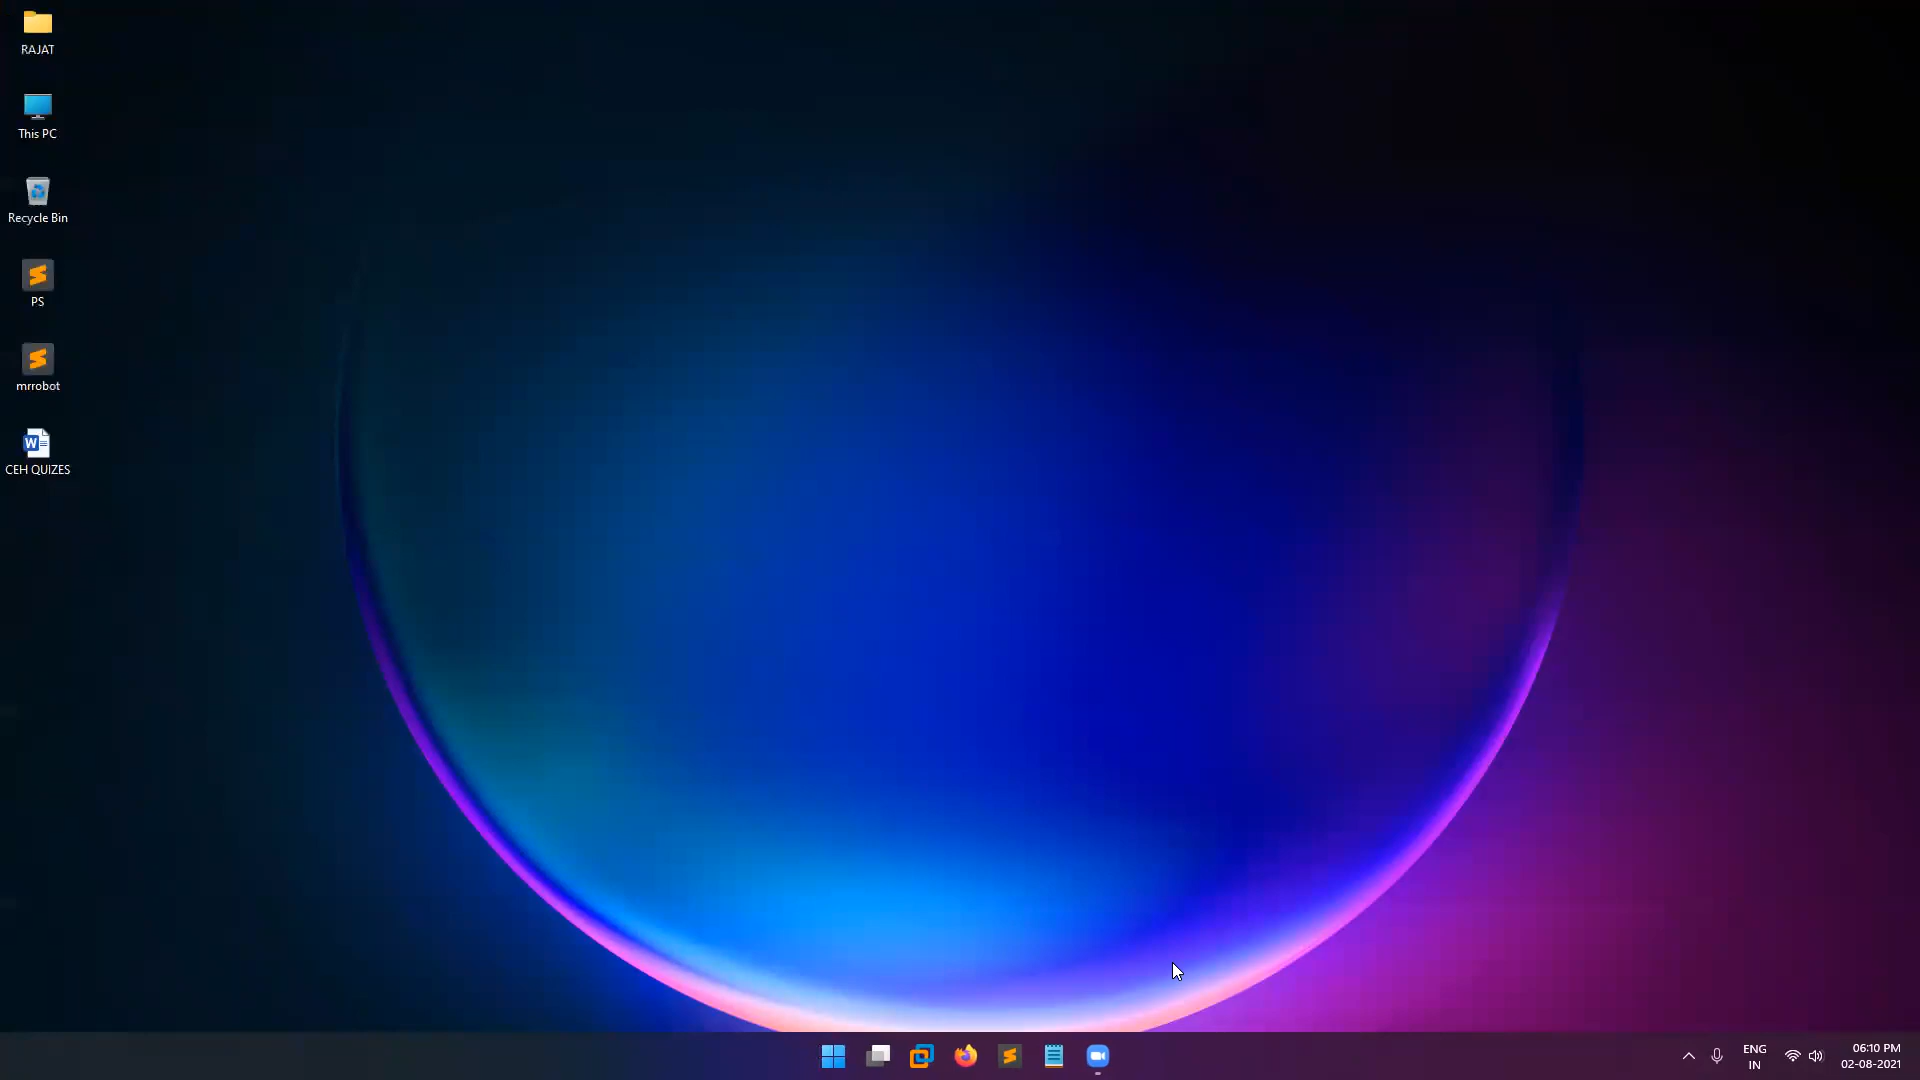 RAJAT
This PC
Recycle Bin
PS
mrrobot
CEH QUIZES
ENG
IN
06:10 PM
02-08-2021